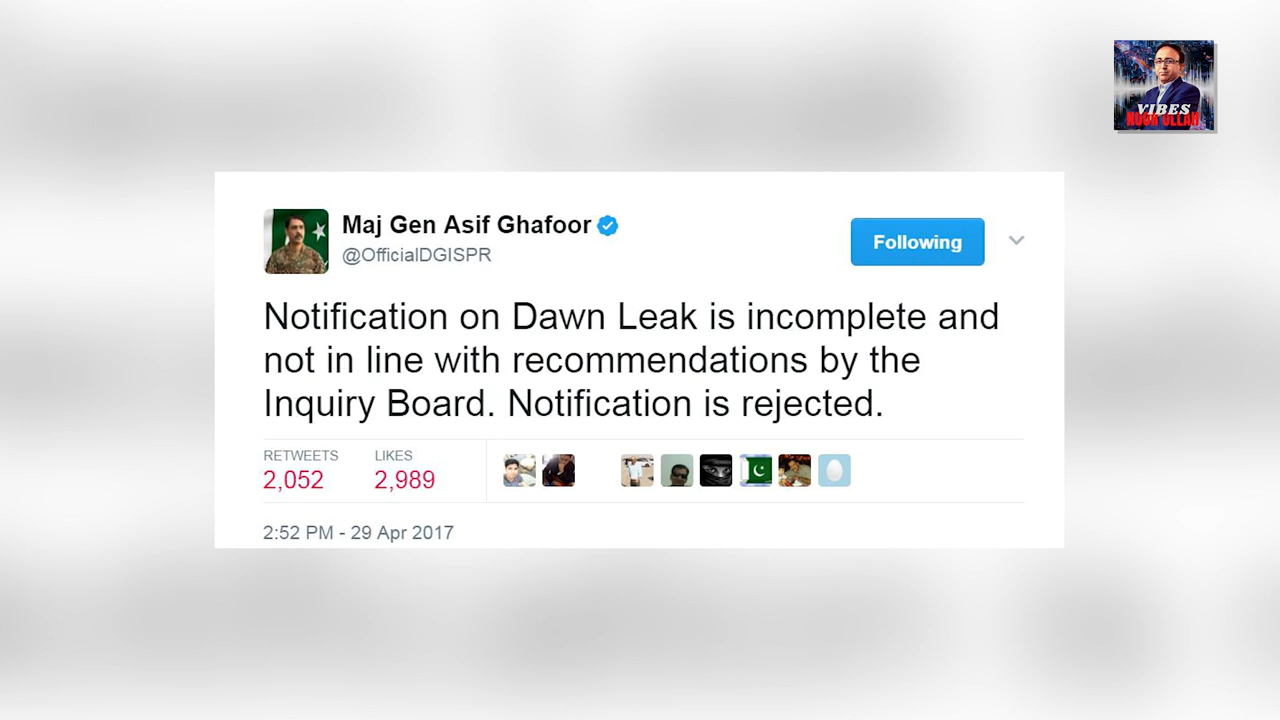 VIBES
Maj Gen Asif Ghafoor
@OfficialDGISPR
Following
Notification on Dawn Leak is incomplete and
not in line with recommendations by the
Inquiry Board. Notification is rejected.
RETWEETS
LIKES
2,052
2,989
2:52 PM - 29 Apr 2017